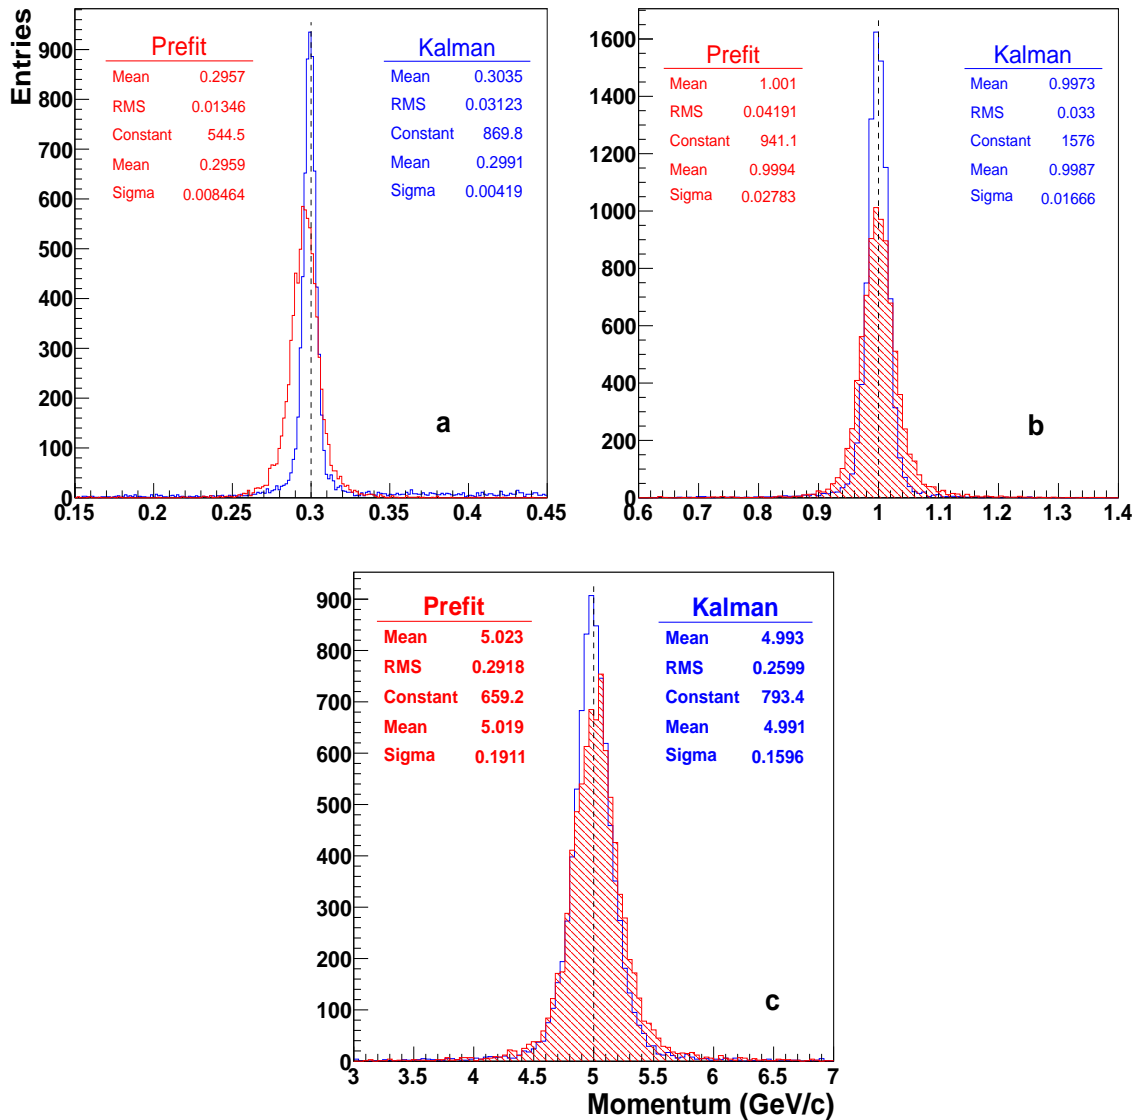 Entries
900
800
700
600
500
400
300
200
100
0
0.15 0.2 0.25 0.3 0.35 0.4 0.45
Prefit
Mean 0.2957
RMS 0.01346
Constant 544.5
Mean 0.2959
Sigma 0.008464
Kalman
Mean 0.3035
RMS 0.03123
Constant 869.8
Mean 0.2991
Sigma 0.00419
a
1600
1400
1200
1000
800
600
400
200
0
0.6 0.7 0.8 0.9 1 1.1 1.2 1.3 1.4
Prefit
Mean 1.001
RMS 0.04191
Constant 941.1
Mean 0.9994
Sigma 0.02783
Kalman
Mean 0.9973
RMS 0.033
Constant 1576
Mean 0.9987
Sigma 0.01666
b
900
800
700
600
500
400
300
200
100
0
3 3.5 4 4.5 5 5.5 6 6.5 7
Prefit
Mean 5.023
RMS 0.2918
Constant 659.2
Mean 5.019
Sigma 0.1911
Kalman
Mean 4.993
RMS 0.2599
Constant 793.4
Mean 4.991
Sigma 0.1596
c
Momentum (GeV/c)